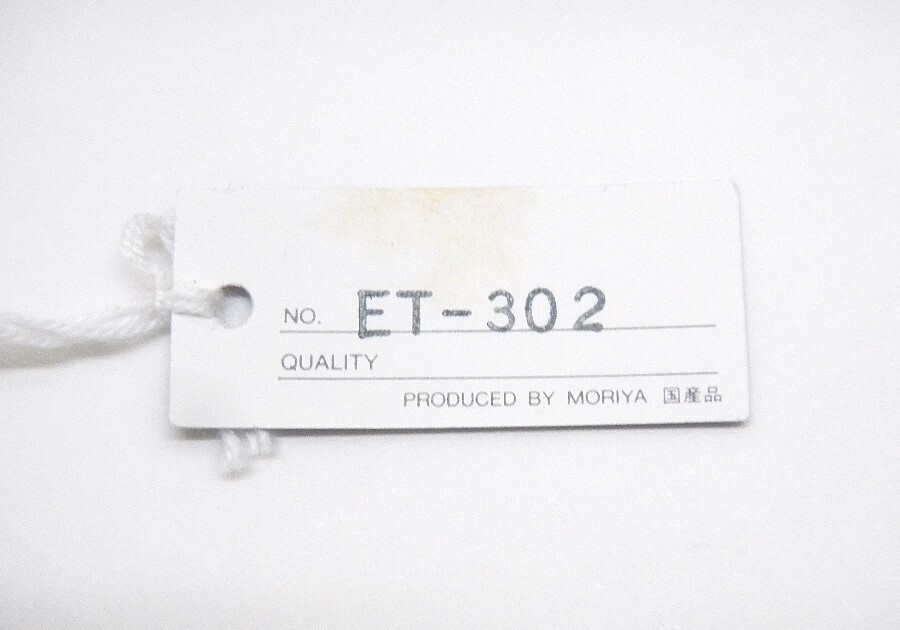 NO. ET-302
QUALITY
PRODUCED BY MORIYA 国産品